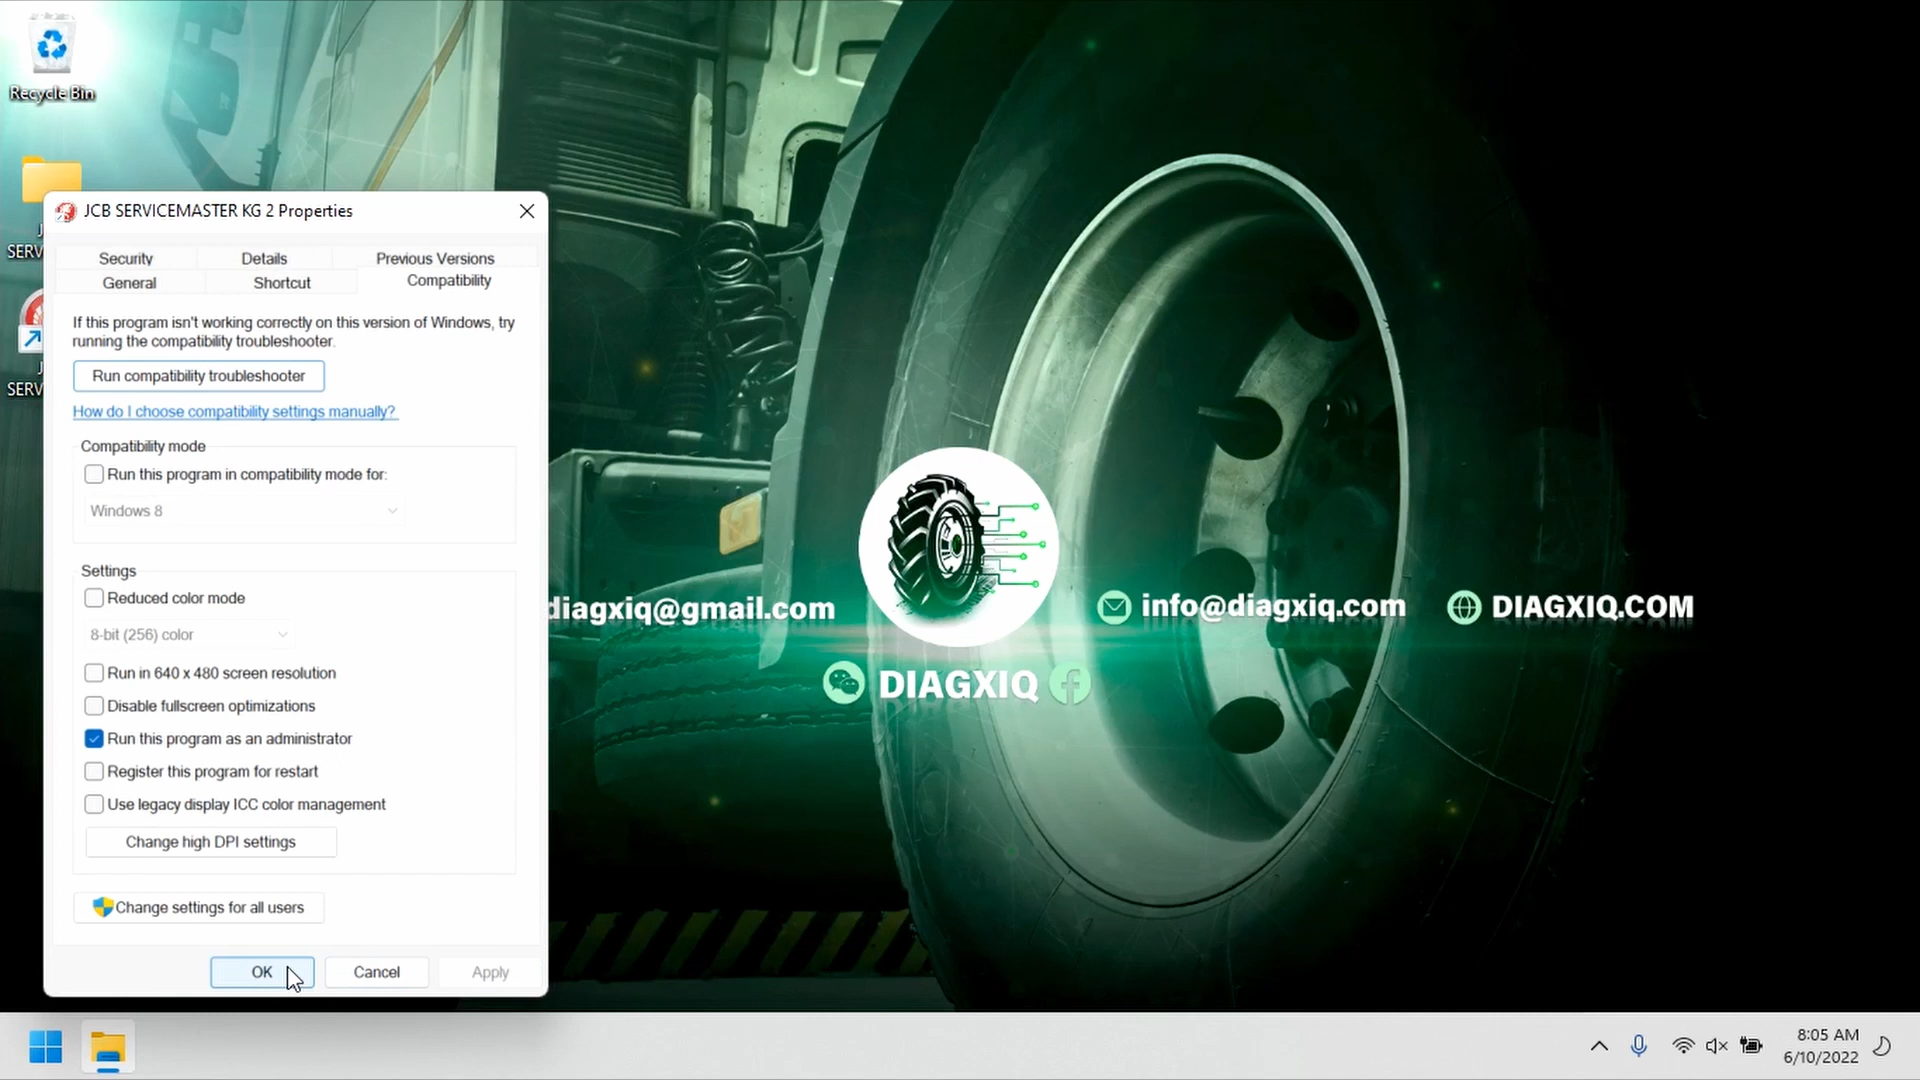 Recycle Bin
J
SERV
J
SERV
JCB SERVICEMASTER KG 2 Properties
Security
Details
Previous Versions
General
Shortcut
Compatibility
If this program isn't working correctly on this version of Windows, try
running the compatibility troubleshooter.
Run compatibility troubleshooter
How do I choose compatibility settings manually?
Compatibility mode
Run this program in compatibility mode for:
Windows 8
Settings
Reduced color mode
8-bit (256) color
Run in 640 x 480 screen resolution
Disable fullscreen optimizations
Run this program as an administrator
Register this program for restart
Use legacy display ICC color management
Change high DPI settings
Change settings for all users
OK
Cancel
Apply
diagxiq@gmail.com
info@diagxiq.com
DIAGXIQ.COM
DIAGXIQ
8:05 AM
6/10/2022